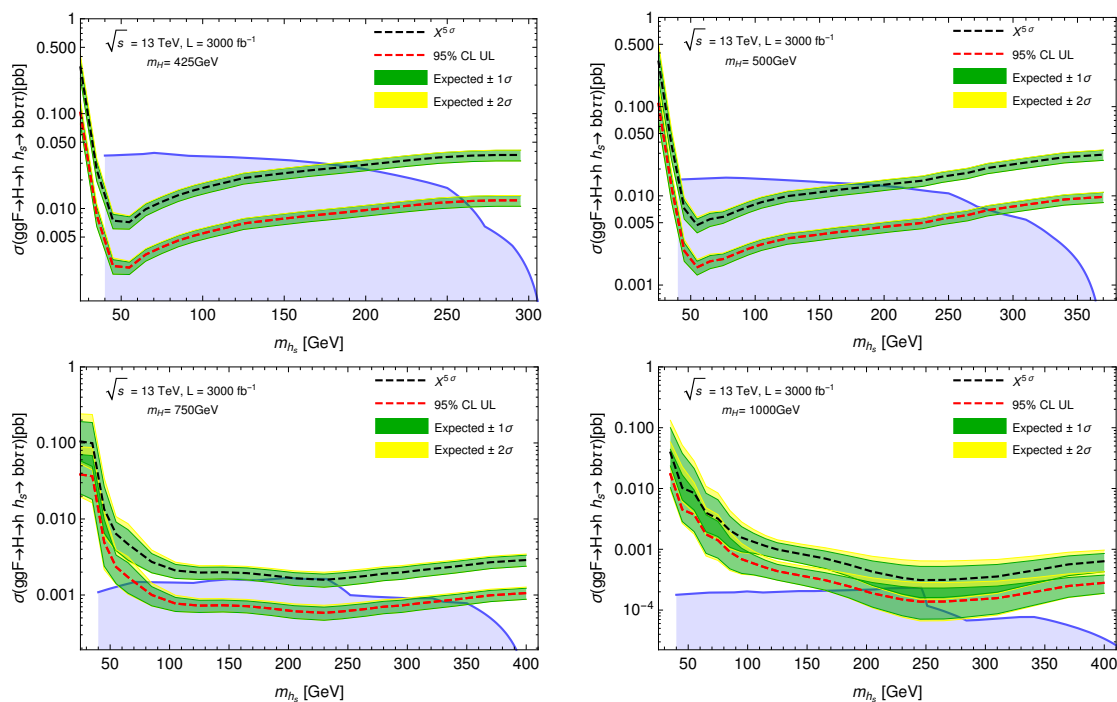 √s = 13 TeV, L = 3000 fb⁻¹
m_H= 425GeV
X^5σ
95% CL UL
Expected ± 1σ
Expected ± 2σ
σ(ggF→H→h h_s→ bbττ)[pb]
1
0.500
0.100
0.050
0.010
0.005
50 100 150 200 250 300
m_h_s [GeV]
√s = 13 TeV, L = 3000 fb⁻¹
m_H= 500GeV
X^5σ
95% CL UL
Expected ± 1σ
Expected ± 2σ
σ(ggF→H→h h_s→ bbττ)[pb]
1
0.500
0.100
0.050
0.010
0.005
0.001
50 100 150 200 250 300 350
m_h_s [GeV]
√s = 13 TeV, L = 3000 fb⁻¹
m_H= 750GeV
X^5σ
95% CL UL
Expected ± 1σ
Expected ± 2σ
σ(ggF→H→h h_s→ bbττ)[pb]
1
0.100
0.010
0.001
50 100 150 200 250 300 350 400
m_h_s [GeV]
√s = 13 TeV, L = 3000 fb⁻¹
m_H= 1000GeV
X^5σ
95% CL UL
Expected ± 1σ
Expected ± 2σ
σ(ggF→H→h h_s→ bbττ)[pb]
1
0.100
0.010
0.001
10⁻⁴
50 100 150 200 250 300 350 400
m_h_s [GeV]